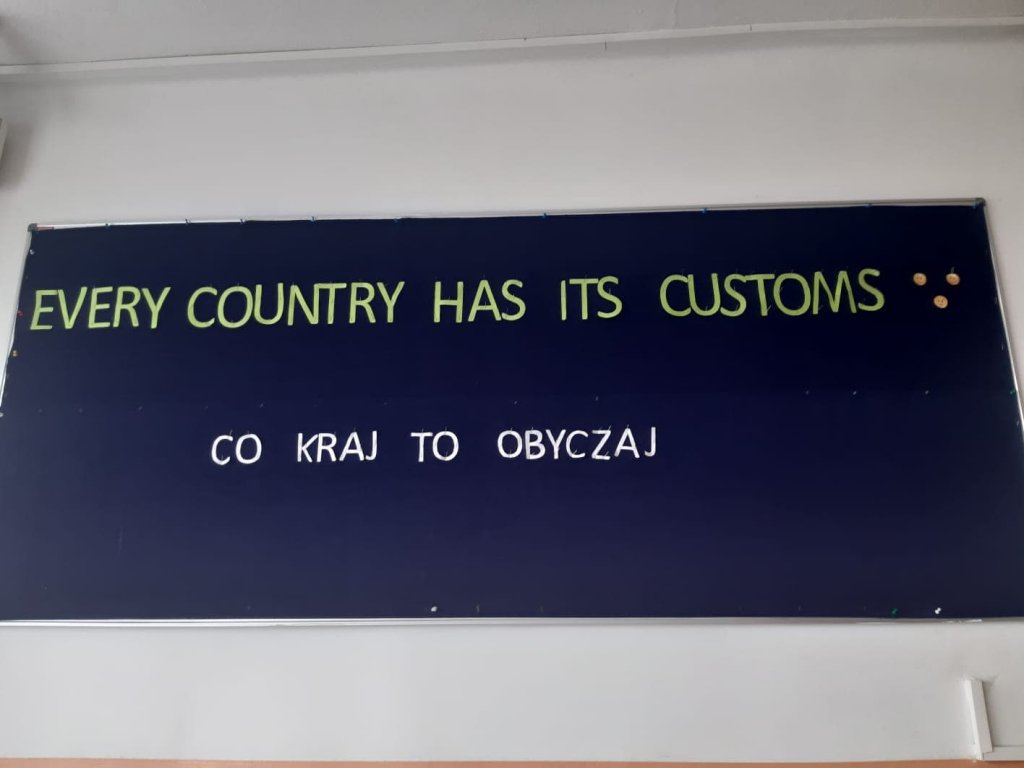 EVERY COUNTRY HAS ITS CUSTOMS
CO KRAJ TO OBYCZAJ